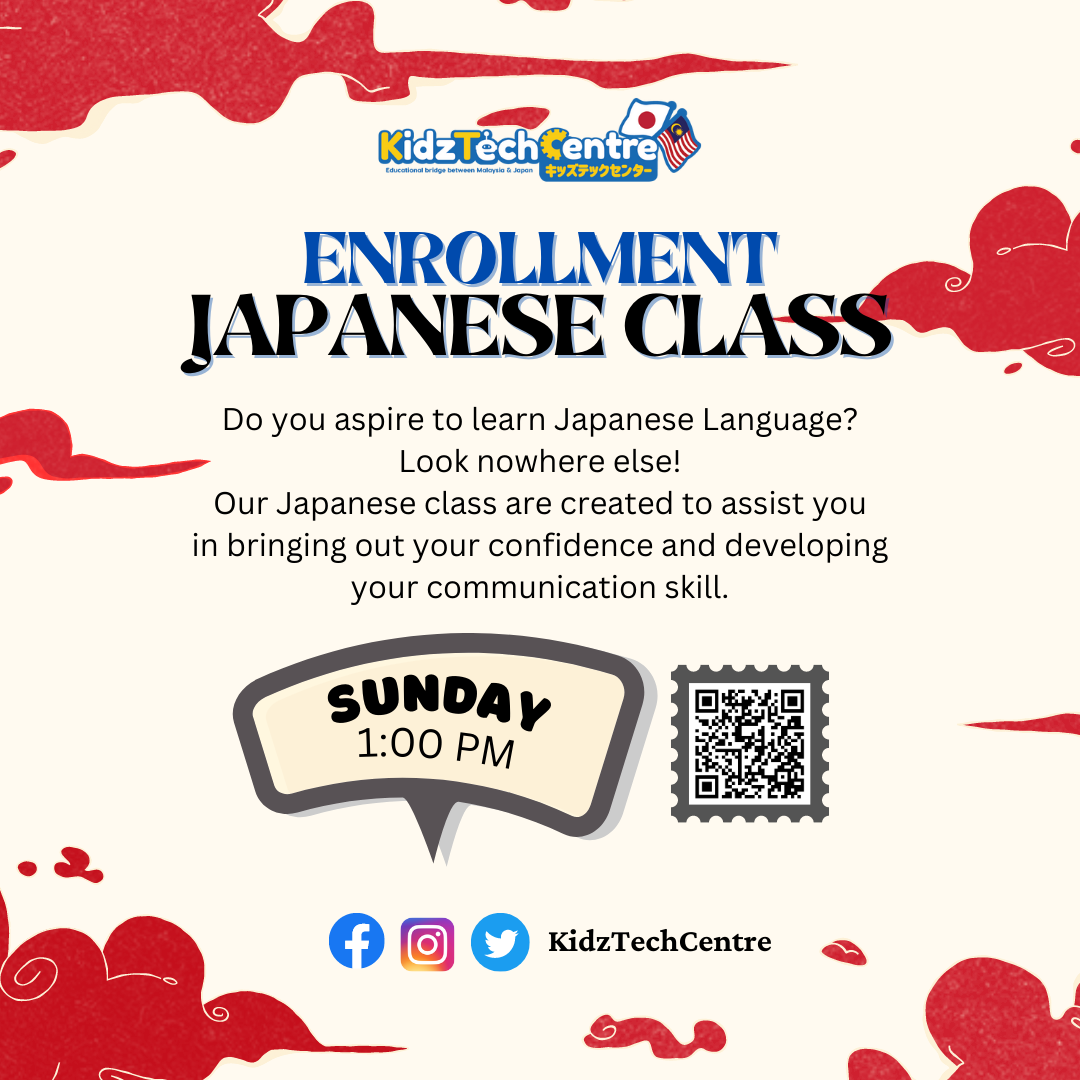 KidzTechCentre
Educational bridge between Malaysia & Japan
キッズテックセンター
ENROLLMENT
JAPANESE CLASS
Do you aspire to learn Japanese Language?
Look nowhere else!
Our Japanese class are created to assist you
in bringing out your confidence and developing
your communication skill.
SUNDAY
1:00 PM
KidzTechCentre